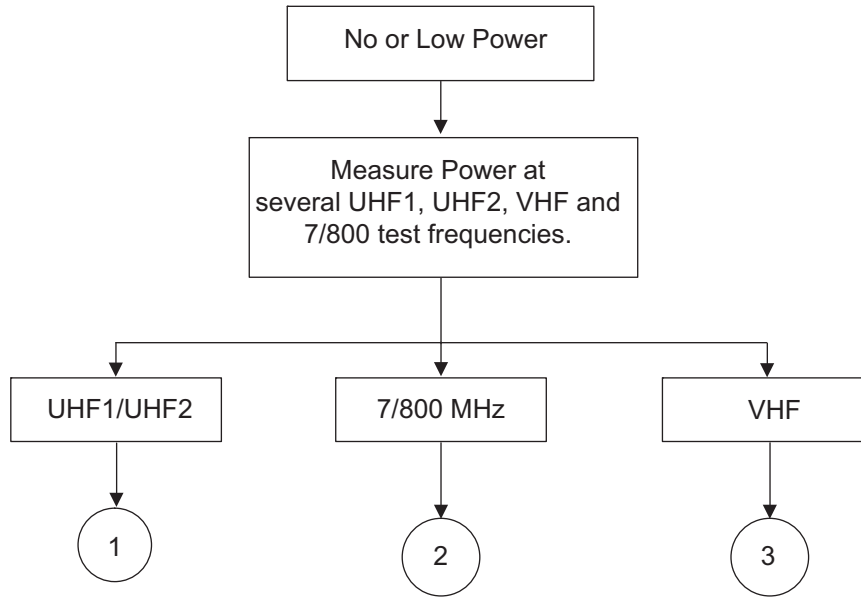 No or Low Power
Measure Power at
several UHF1, UHF2, VHF and
7/800 test frequencies.
UHF1/UHF2
7/800 MHz
VHF
1
2
3